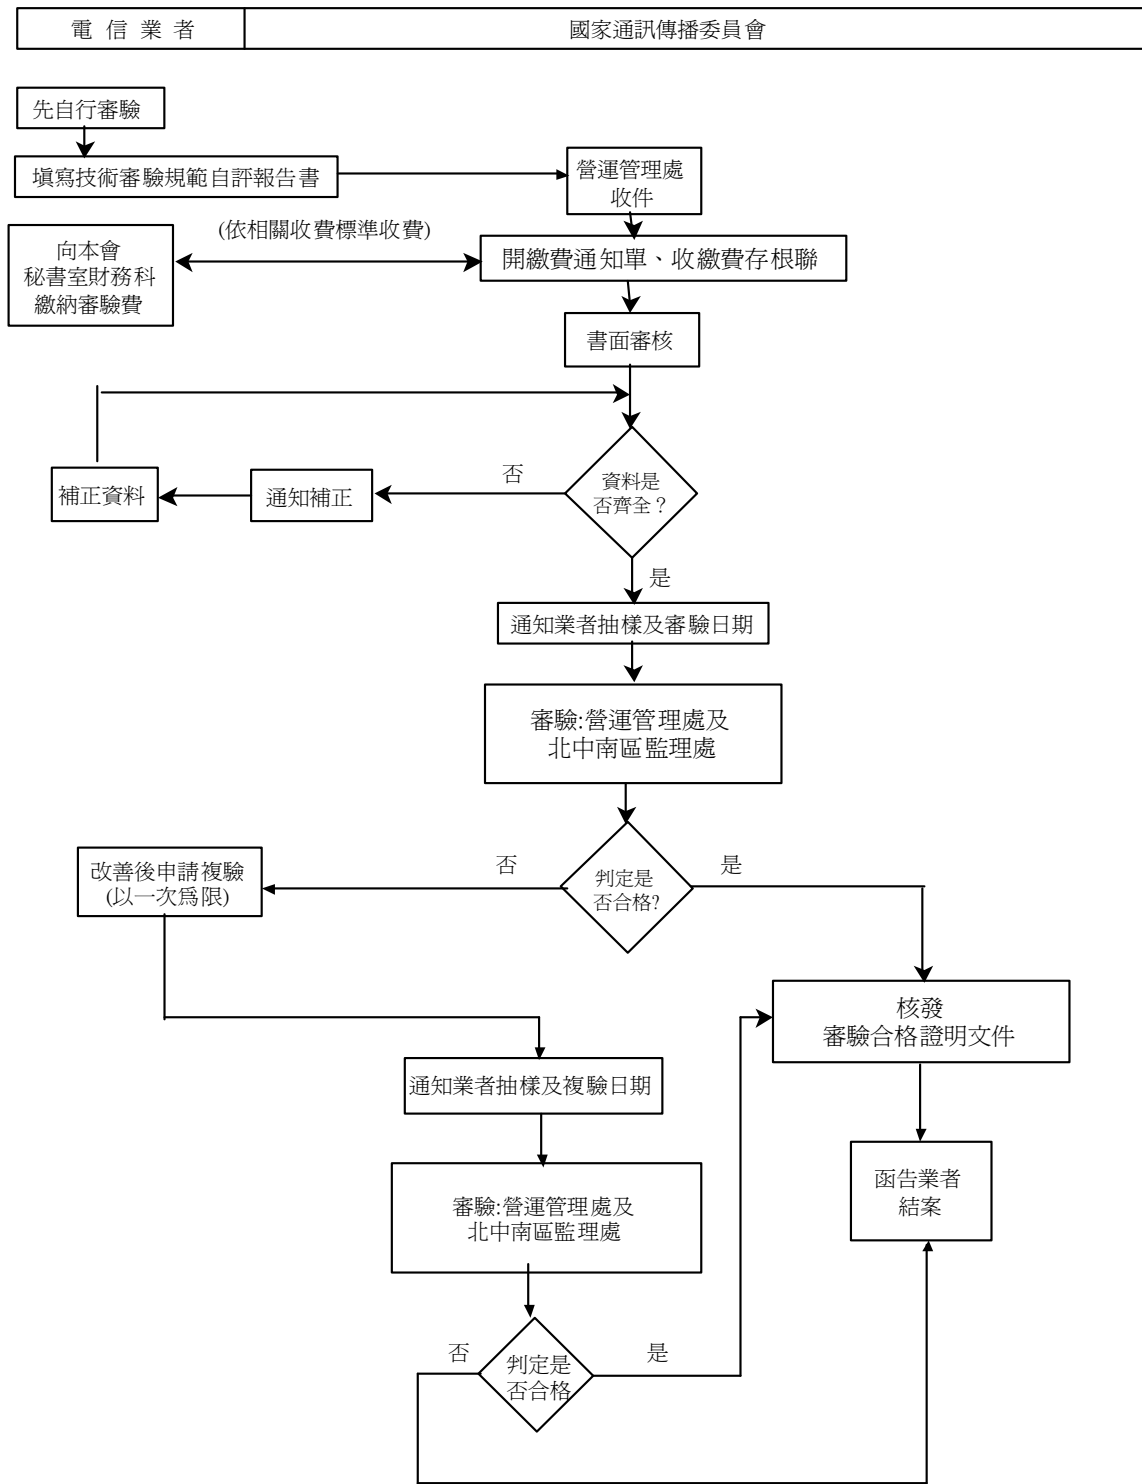 電 信 業 者
國家通訊傳播委員會
先自行審驗
填寫技術審驗規範自評報告書
營運管理處
收件
(依相關收費標準收費)
向本會
秘書室財務科
繳納審驗費
開繳費通知單、收繳費存根聯
書面審核
資料是
否齊全？
否
通知補正
補正資料
是
通知業者抽樣及審驗日期
審驗:營運管理處及
北中南區監理處
判定是
否合格?
否
是
改善後申請複驗
(以一次為限)
核發
審驗合格證明文件
通知業者抽樣及複驗日期
函告業者
結案
審驗:營運管理處及
北中南區監理處
否
是
判定是
否合格